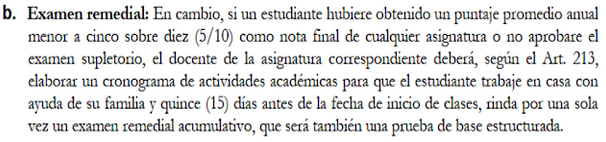 b. Examen remedial: En cambio, si un estudiante hubiere obtenido un puntaje promedio anual
menor a cinco sobre diez (5/10) como nota final de cualquier asignatura o no aprobare el
examen supletorio, el docente de la asignatura correspondiente deberá, según el Art. 213,
elaborar un cronograma de actividades académicas para que el estudiante trabaje en casa con
ayuda de su familia y quince (15) días antes de la fecha de inicio de clases, rinda por una sola
vez un examen remedial acumulativo, que será también una prueba de base estructurada.